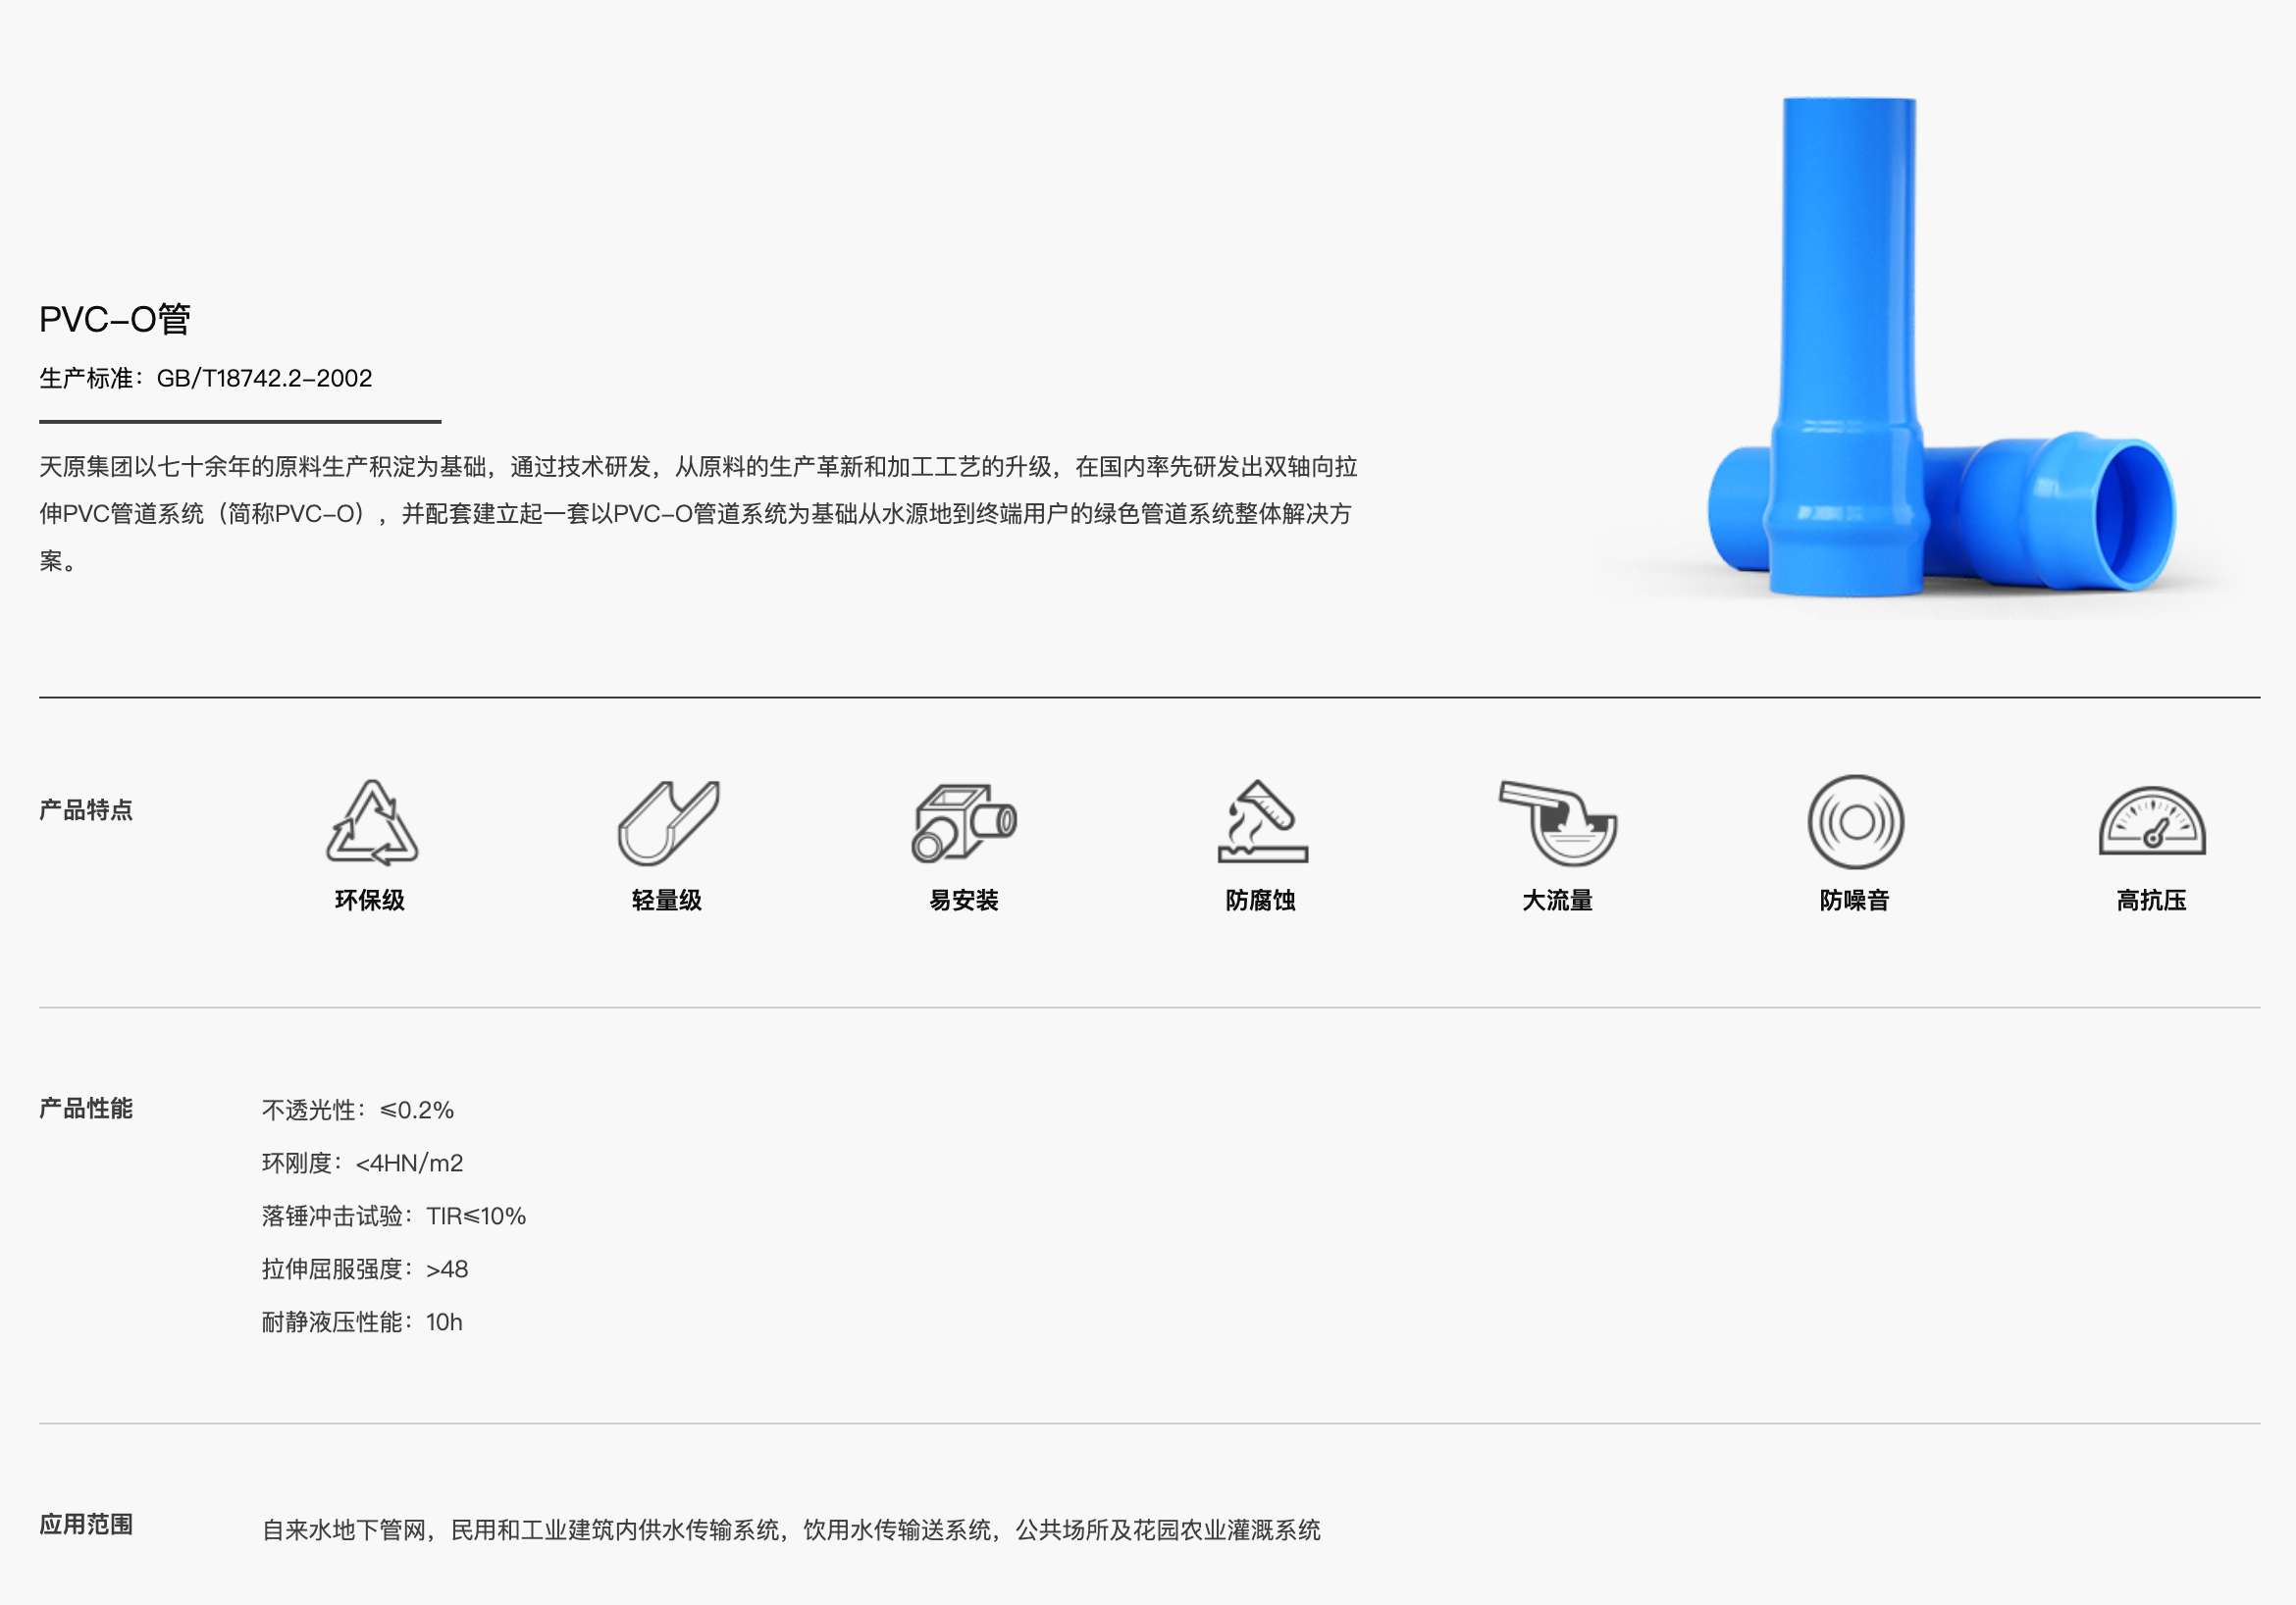 PVC-O管
生产标准：GB/T18742.2-2002
天原集团以七十余年的原料生产积淀为基础，通过技术研发，从原料的生产革新和加工工艺的升级，在国内率先研发出双轴向拉
伸PVC管道系统（简称PVC-O），并配套建立起一套以PVC-O管道系统为基础从水源地到终端用户的绿色管道系统整体解决方
案。
产品特点
环保级
轻量级
易安装
防腐蚀
大流量
防噪音
高抗压
产品性能
不透光性：≤0.2%
环刚度：<4HN/m2
落锤冲击试验：TIR≤10%
拉伸屈服强度：>48
耐静液压性能：10h
应用范围
自来水地下管网，民用和工业建筑内供水传输系统，饮用水传输送系统，公共场所及花园农业灌溉系统